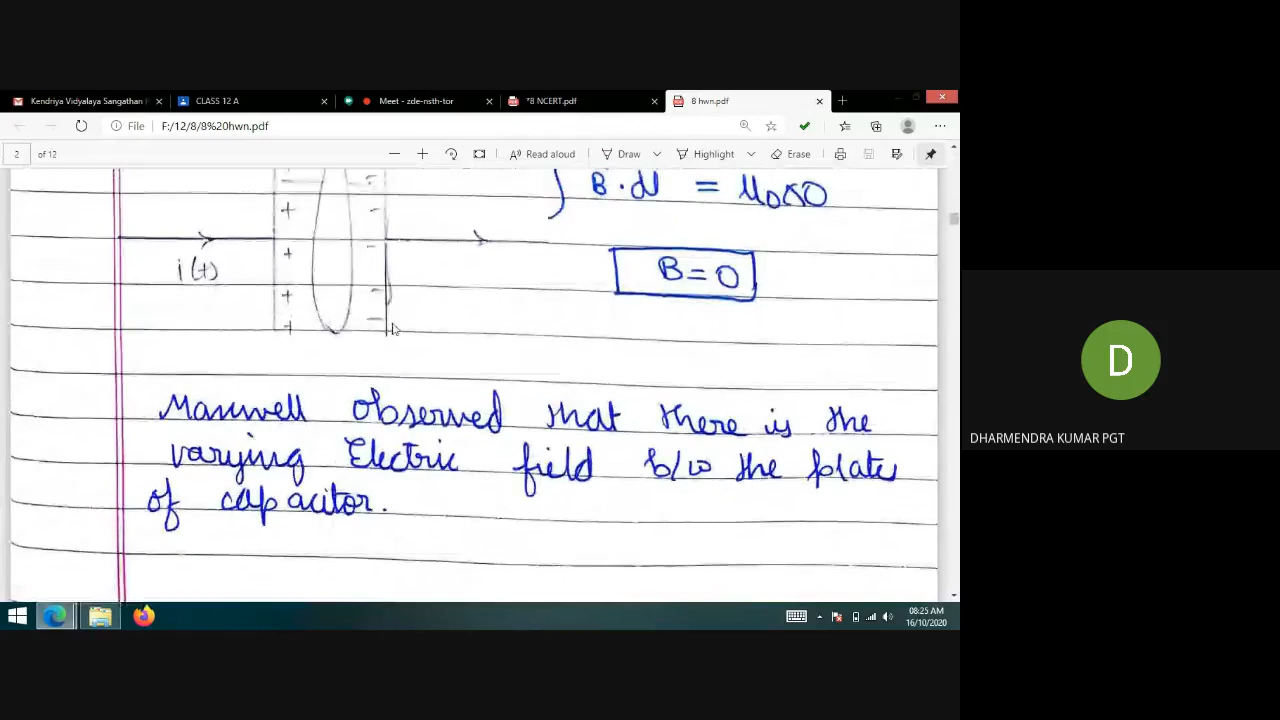 Kendriya Vidyalaya Sangathan
CLASS 12 A
Meet - zde-nsth-tor
*8 NCERT.pdf
8 hwn.pdf
File F:/12/8/8%20hwn.pdf
2 of 12
Read aloud
Draw
Highlight
Erase
∫ B·dl = μ0×0
+ -
+ -
i(t)
B=0
+ -
+ -
Maxwell observed that there is the
varying Electric field b/w the plates
of capacitor.
D
DHARMENDRA KUMAR PGT
08:25 AM
16/10/2020